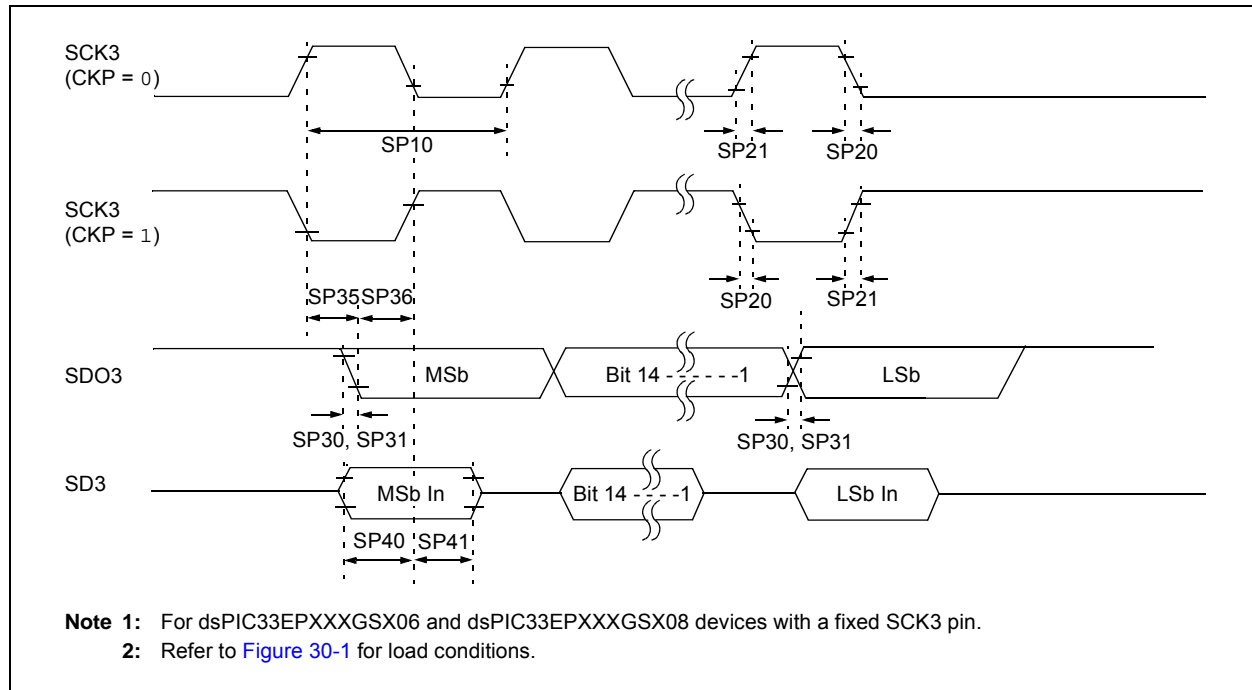 SCK3
(CKP = 0)
SP10
SP21
SP20
SCK3
(CKP = 1)
SP20
SP21
SP35
SP36
SDO3
MSb
Bit 14 - - - - - -1
LSb
SP30, SP31
SP30, SP31
SD3
MSb In
Bit 14 - - - -1
LSb In
SP40
SP41
Note 1: For dsPIC33EPXXXGSX06 and dsPIC33EPXXXGSX08 devices with a fixed SCK3 pin.
2: Refer to Figure 30-1 for load conditions.